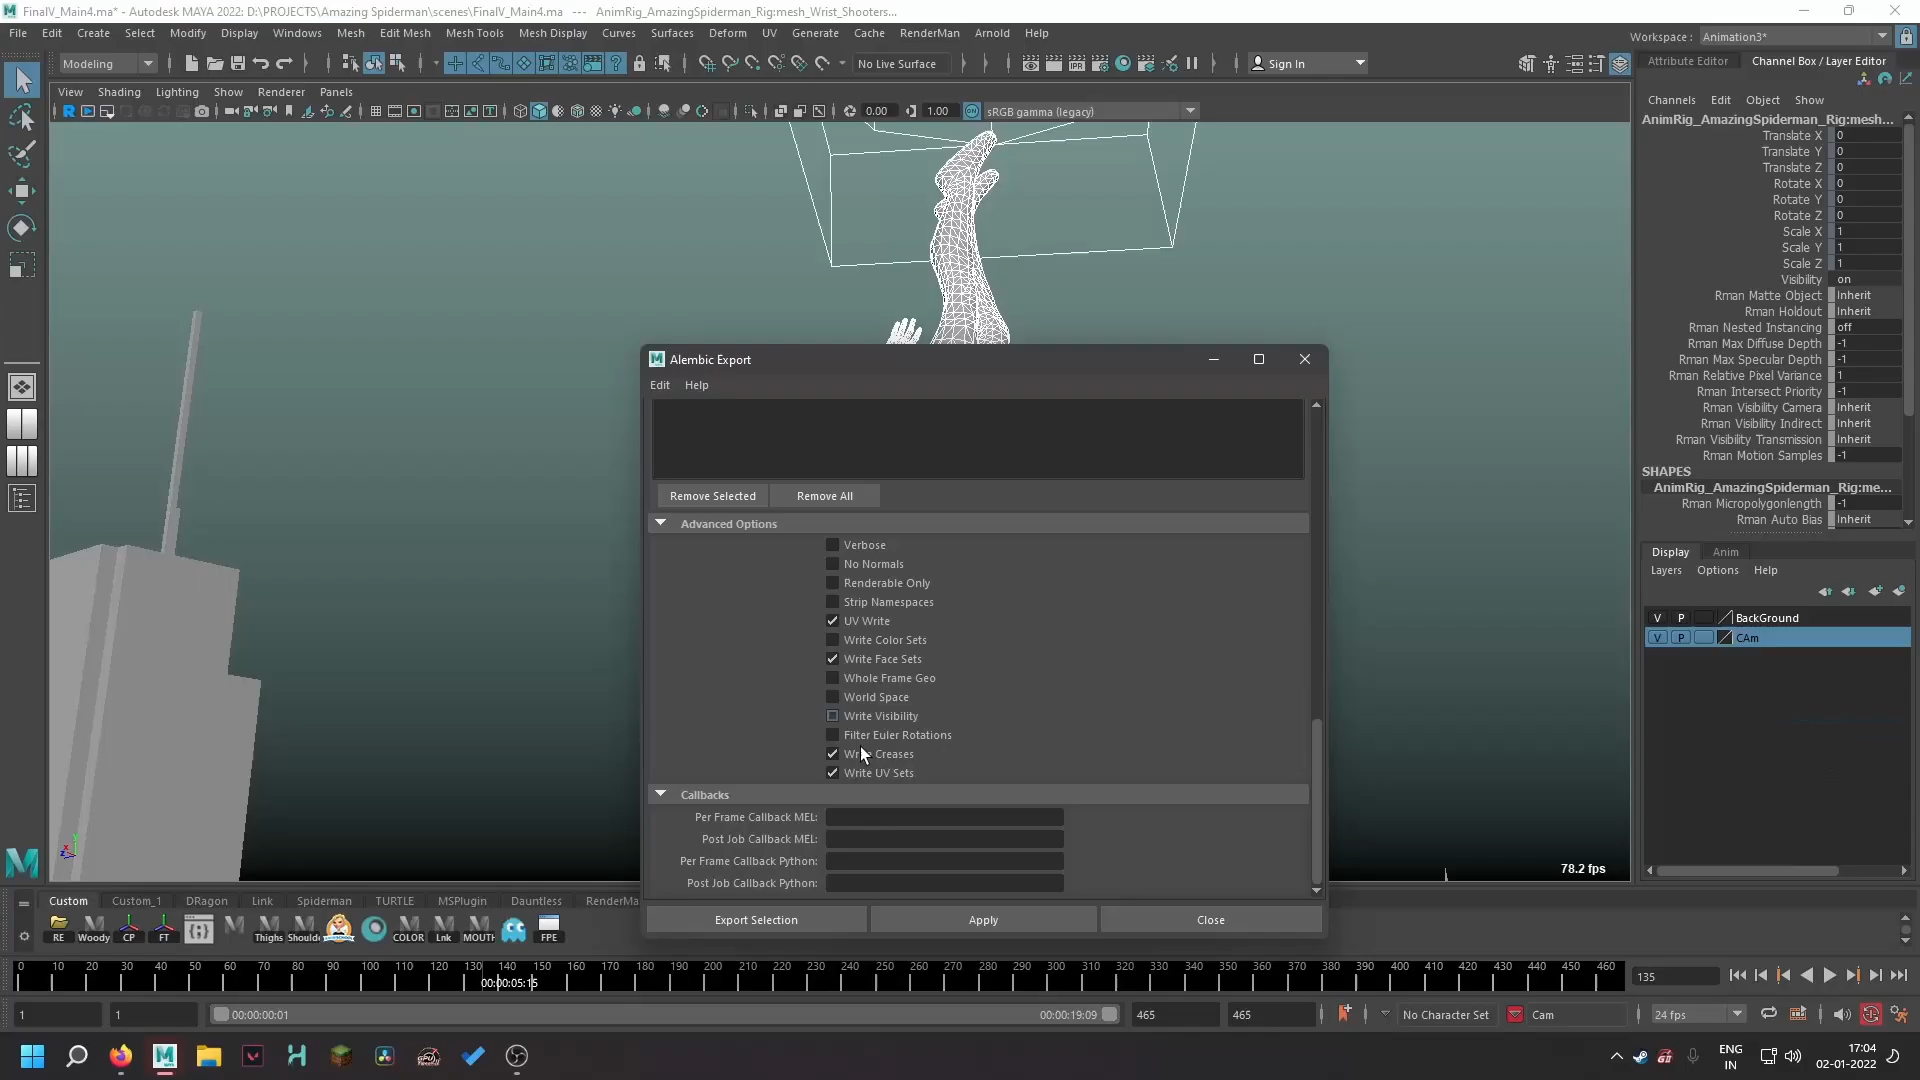 FinalV_Main4.ma* - Autodesk MAYA 2022: D:\PROJECTS\Amazing Spiderman\scenes\FinalV_Main4.ma --- AnimRig_AmazingSpiderman_Rig:mesh_Wrist_Shooters...
File Edit Create Select Modify Display Windows Mesh Edit Mesh Mesh Tools Mesh Display Curves Surfaces Deform UV Generate Cache RenderMan Arnold Help
Workspace : Animation3*
Modeling
No Live Surface
Sign In
Attribute Editor
Channel Box / Layer Editor
View Shading Lighting Show Renderer Panels
0.00
1.00
sRGB gamma (legacy)
Channels Edit Object Show
AnimRig_AmazingSpiderman_Rig:mesh...
Translate X 0
Translate Y 0
Translate Z 0
Rotate X 0
Rotate Y 0
Rotate Z 0
Scale X 1
Scale Y 1
Scale Z 1
Visibility on
Rman Matte Object Inherit
Rman Holdout Inherit
Rman Nested Instancing off
Rman Max Diffuse Depth -1
Rman Max Specular Depth -1
Rman Relative Pixel Variance 1
Rman Intersect Priority -1
Rman Visibility Camera Inherit
Rman Visibility Indirect Inherit
Rman Visibility Transmission Inherit
Rman Motion Samples -1
SHAPES
AnimRig_AmazingSpiderman_Rig:me...
Rman Micropolygonlength -1
Rman Auto Bias Inherit
Display Anim
Layers Options Help
V P BackGround
V P CAm
Alembic Export
Edit Help
Remove Selected
Remove All
Advanced Options
Verbose
No Normals
Renderable Only
Strip Namespaces
UV Write
Write Color Sets
Write Face Sets
Whole Frame Geo
World Space
Write Visibility
Filter Euler Rotations
Write Creases
Write UV Sets
Callbacks
Per Frame Callback MEL:
Post Job Callback MEL:
Per Frame Callback Python:
Post Job Callback Python:
Export Selection
Apply
Close
78.2 fps
Custom Custom_1 DRagon Link Spiderman TURTLE MSPlugin Dauntless RenderMa
RE Woody CP FT Thighs Should COLOR Lnk MOUTH FPE
0 10 20 30 40 50 60 70 80 90 100 110 120 130 140 150 160 170 180 190 200 210 220 230 240 250 260 270 280 290 300 310 320 330 340 350 360 370 380 390 400 410 420 430 440 450 460
00:00:05:15
135
1
1
00:00:00:01
00:00:19:09
465
465
No Character Set
Cam
24 fps
ENG
IN
17:04
02-01-2022